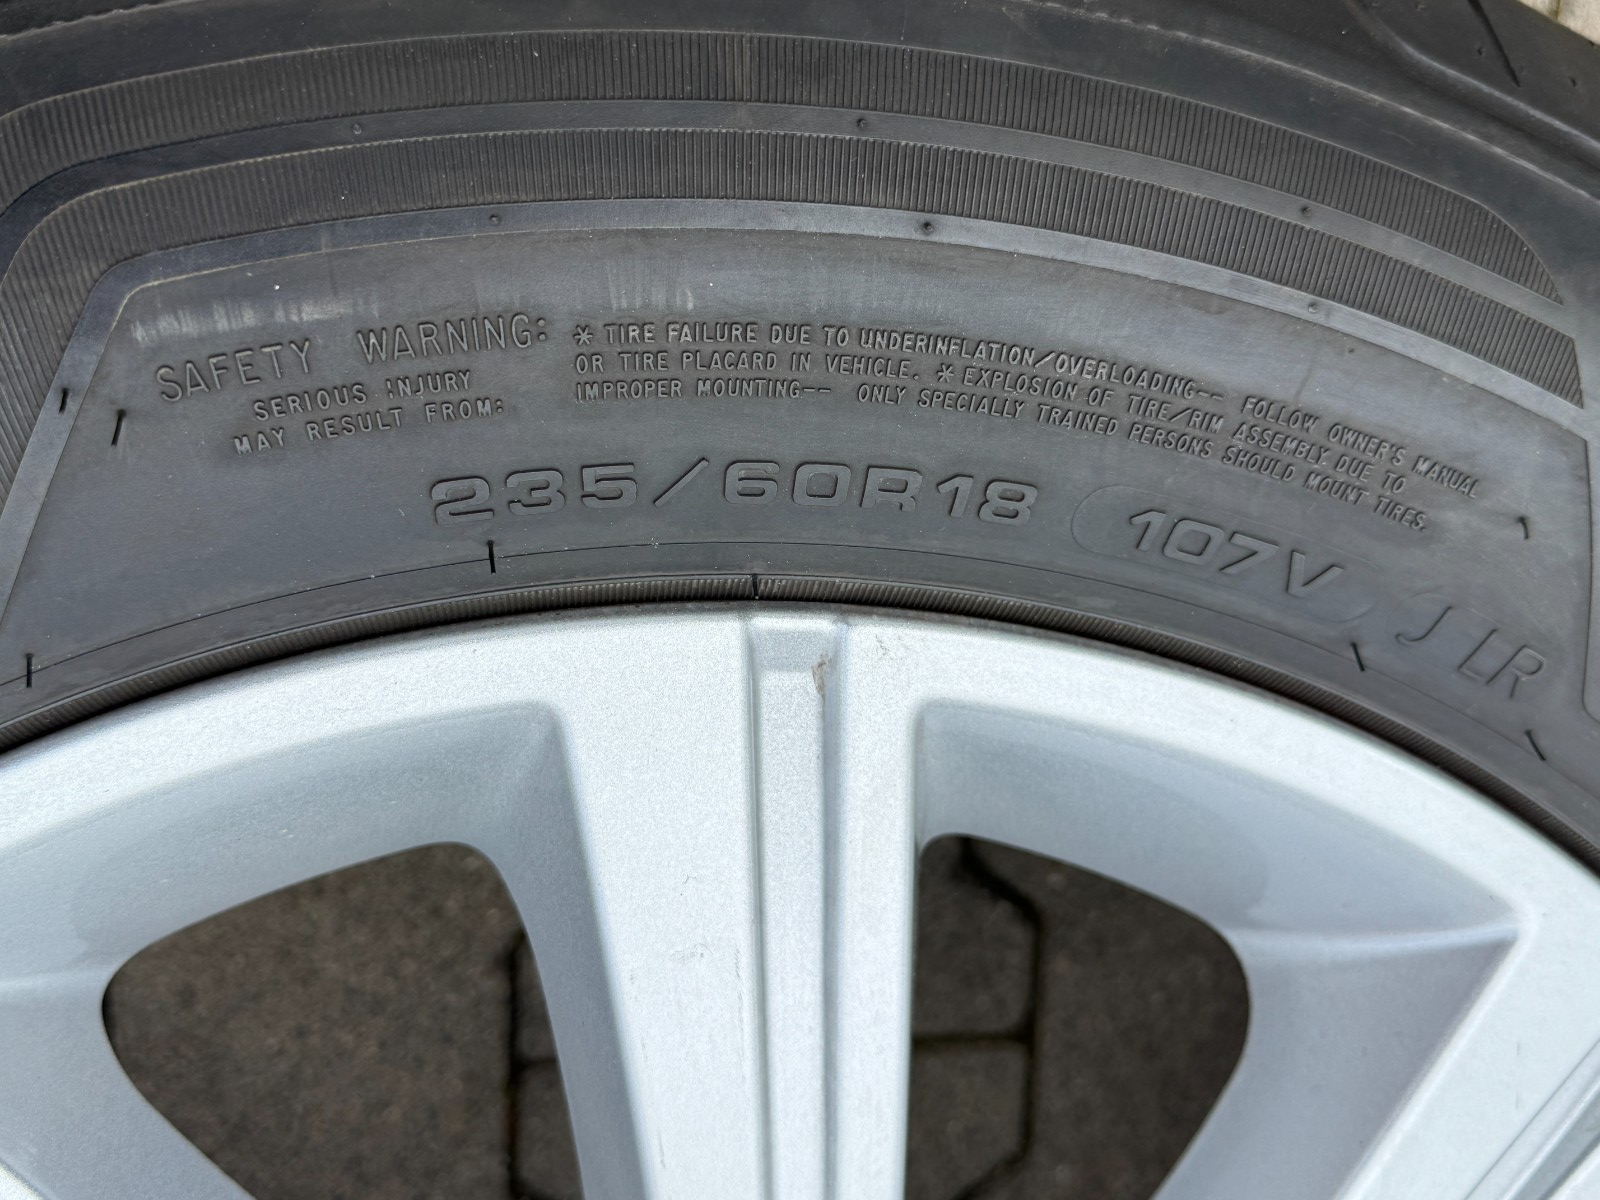 SAFETY WARNING:
SERIOUS INJURY
MAY RESULT FROM:
* TIRE FAILURE DUE TO UNDERINFLATION/OVERLOADING-- FOLLOW OWNER'S MANUAL
OR TIRE PLACARD IN VEHICLE. * EXPLOSION OF TIRE/RIM ASSEMBLY DUE TO
IMPROPER MOUNTING-- ONLY SPECIALLY TRAINED PERSONS SHOULD MOUNT TIRES.
235/60R18 107V JLR